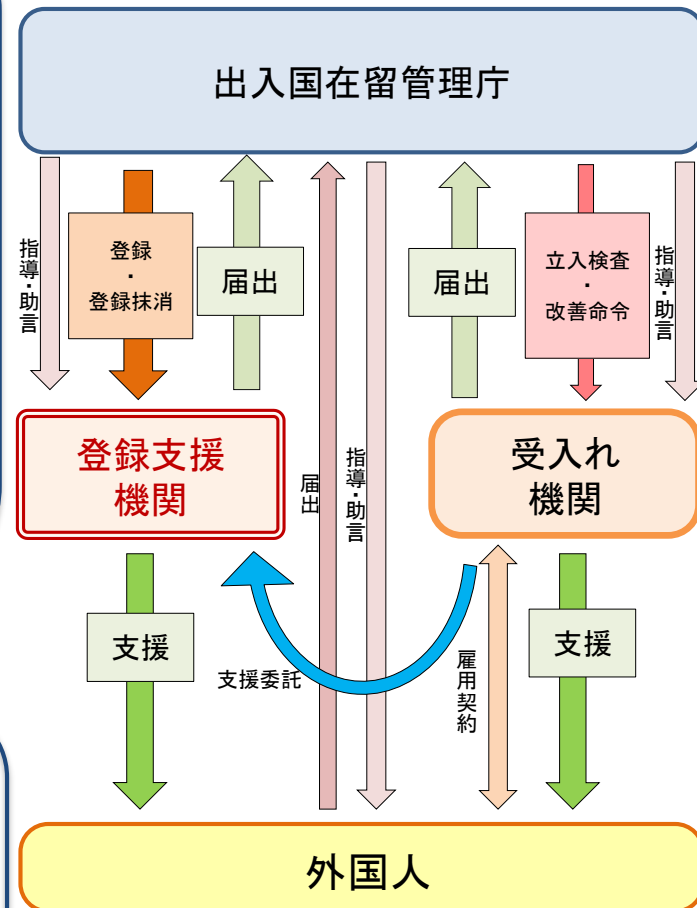 出入国在留管理庁
指導・助言
登録
・
登録抹消
届出
届出
立入検査
・
改善命令
指導・助言
登録支援
機関
届出
指導・助言
受入れ
機関
支援
支援委託
雇用契約
支援
外国人